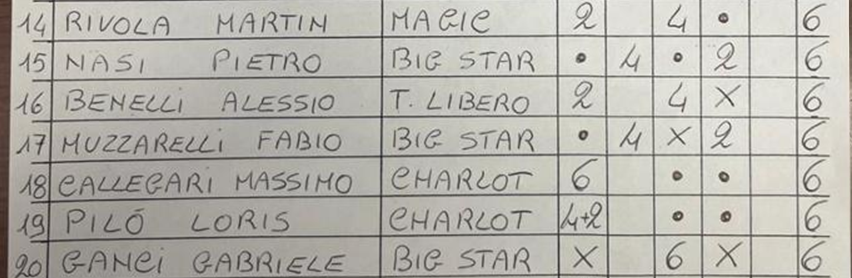 14 RIVOLA MARTIN MAGIC 2 4 • 6
15 NASI PIETRO BIG STAR • 4 • 2 6
16 BENELLi ALESSIO T. LIBERO 2 4 X 6
17 MUZZARELLi FABIO BIG STAR • 4 X 2 6
18 CALLEGARi MASSIMO CHARLOT 6 • • 6
19 PILÓ LORIS CHARLOT 4+2 • • 6
20 GANCi GABRIELE BIG STAR X 6 X 6